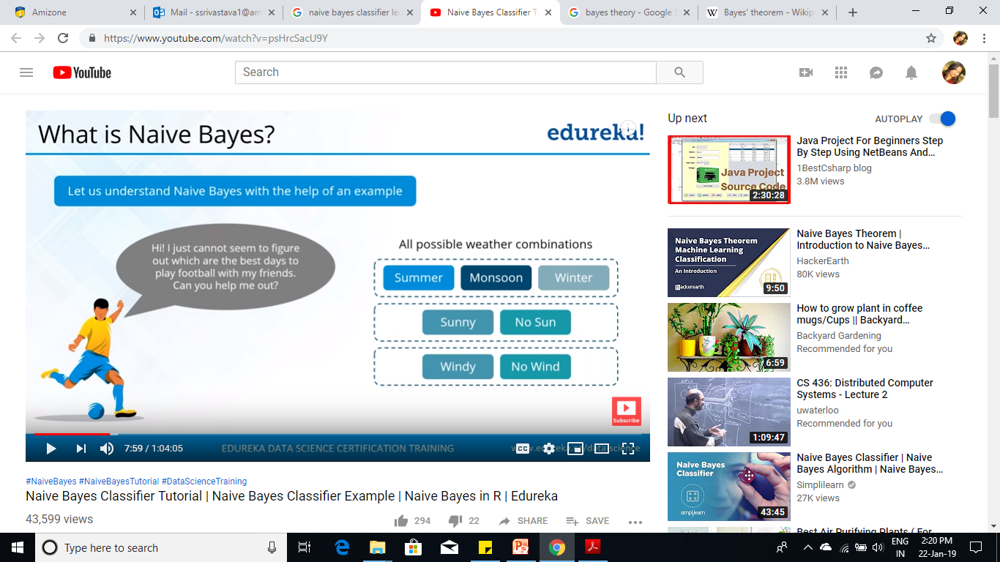 Amizone
Mail - ssrivastava1@am
naive bayes classifier le
Naive Bayes Classifier T
bayes theory - Google
Bayes' theorem - Wikip
https://www.youtube.com/watch?v=psHrcSacU9Y
YouTube
Search
What is Naive Bayes?
edureka!
Let us understand Naive Bayes with the help of an example
Hi! I just cannot seem to figure
out which are the best days to
play football with my friends.
Can you help me out?
All possible weather combinations
Summer Monsoon Winter
Sunny No Sun
Windy No Wind
Subscribe
7:59 / 1:04:05
EDUREKA DATA SCIENCE CERTIFICATION TRAINING
CC
#NaiveBayes #NaiveBayesTutorial #DataScienceTraining
Naive Bayes Classifier Tutorial | Naive Bayes Classifier Example | Naive Bayes in R | Edureka
43,599 views
294 22 SHARE SAVE
Up next
AUTOPLAY
Java Project
Source Code
2:30:28
Java Project For Beginners Step
By Step Using NetBeans And...
1BestCsharp blog
3.8M views
Naive Bayes Theorem
Machine Learning
Classification
An Introduction
hackerearth
9:50
Naive Bayes Theorem |
Introduction to Naive Bayes...
HackerEarth
80K views
6:59
How to grow plant in coffee
mugs/Cups || Backyard...
Backyard Gardening
Recommended for you
1:09:47
CS 436: Distributed Computer
Systems - Lecture 2
uwaterloo
Recommended for you
Naive Bayes
Classifier
simplilearn
43:45
Naive Bayes Classifier | Naive
Bayes Algorithm | Naive Bayes...
Simplilearn
27K views
Best Air Purifying Plants ( For
Type here to search
ENG
IN
2:20 PM
22-Jan-19